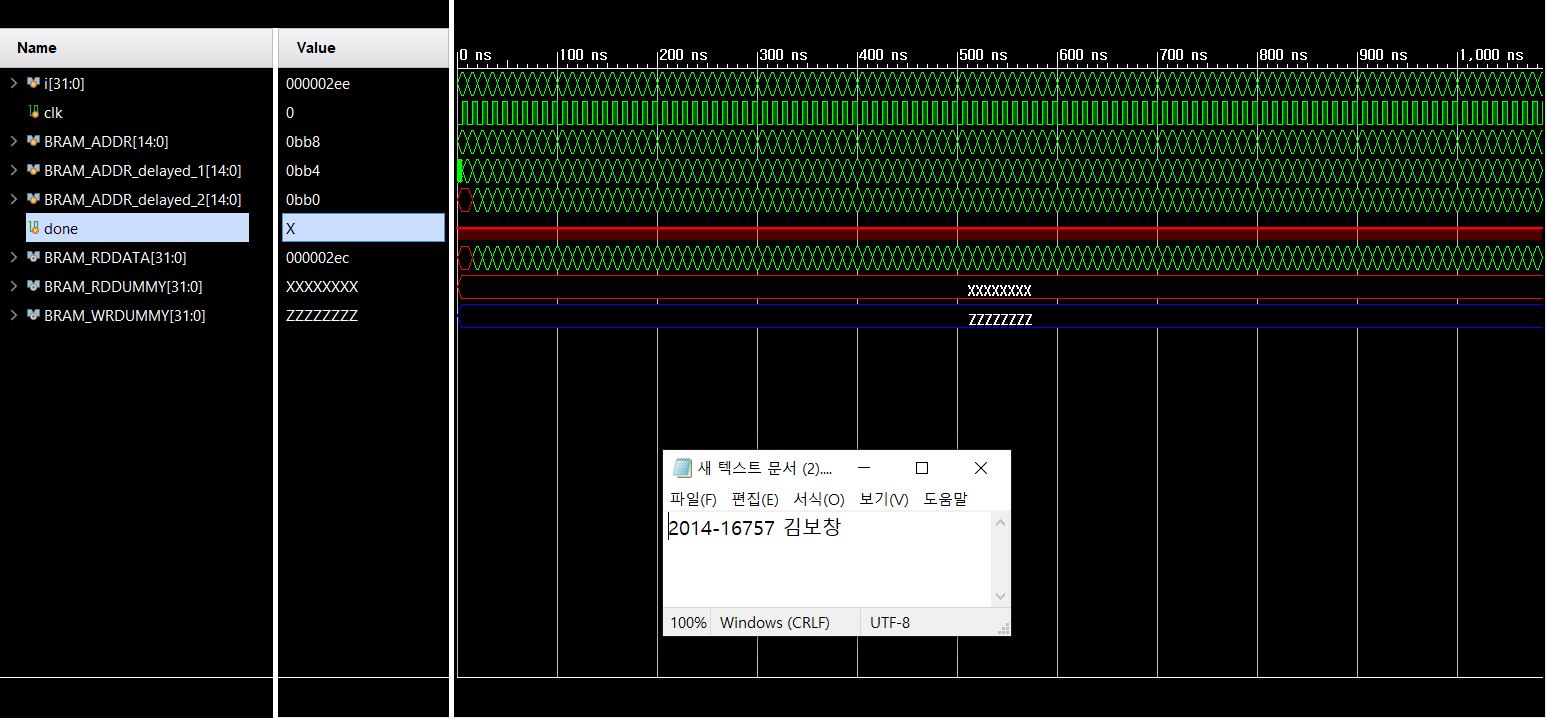 Name Value
0 ns 100 ns 200 ns 300 ns 400 ns 500 ns 600 ns 700 ns 800 ns 900 ns 1,000 ns
i[31:0] 000002ee
clk 0
BRAM_ADDR[14:0] 0bb8
BRAM_ADDR_delayed_1[14:0] 0bb4
BRAM_ADDR_delayed_2[14:0] 0bb0
done X
BRAM_RDDATA[31:0] 000002ec
BRAM_RDDUMMY[31:0] XXXXXXXX XXXXXXXX
BRAM_WRDUMMY[31:0] ZZZZZZZZ ZZZZZZZZ
새 텍스트 문서 (2)....
파일(F) 편집(E) 서식(O) 보기(V) 도움말
2014-16757 김보창
100% Windows (CRLF) UTF-8